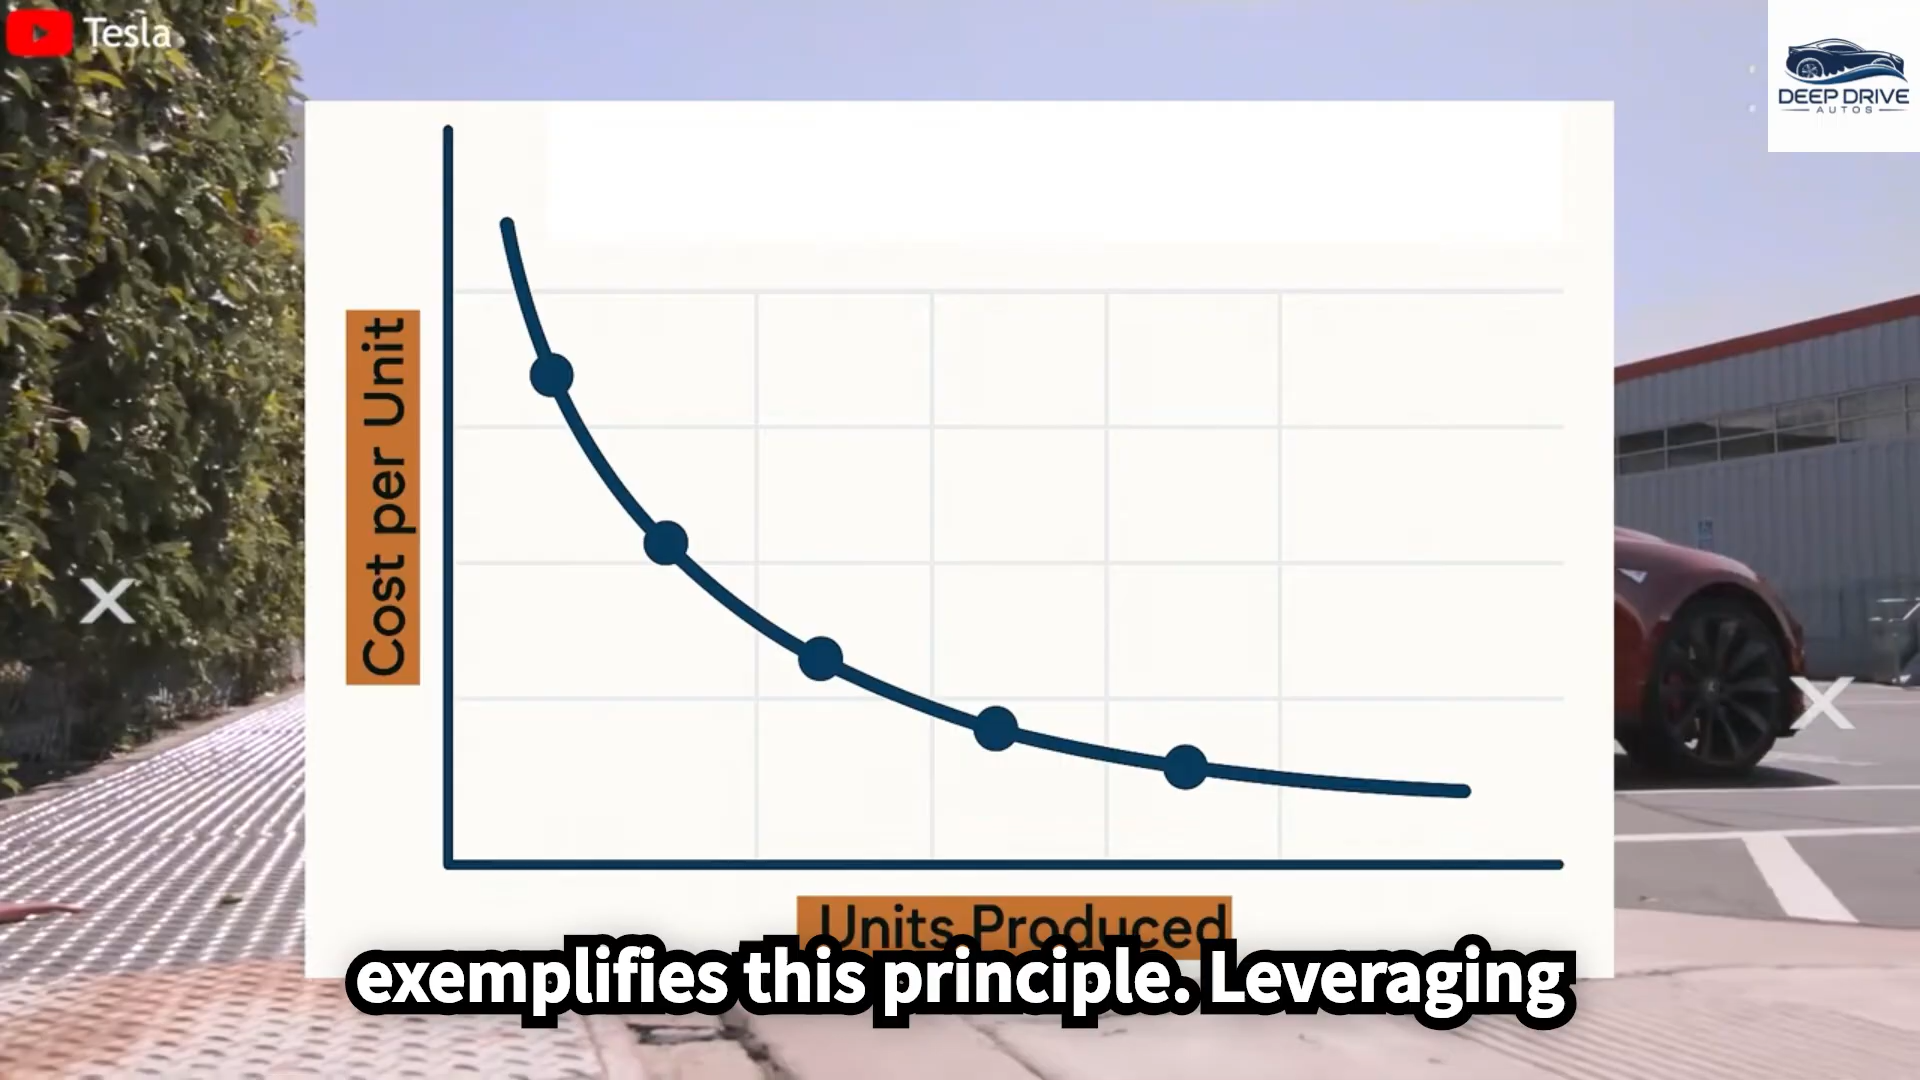 Tesla
DEEP DRIVE
AUTOS
Cost per Unit
Units Produced
exemplifies this principle. Leveraging